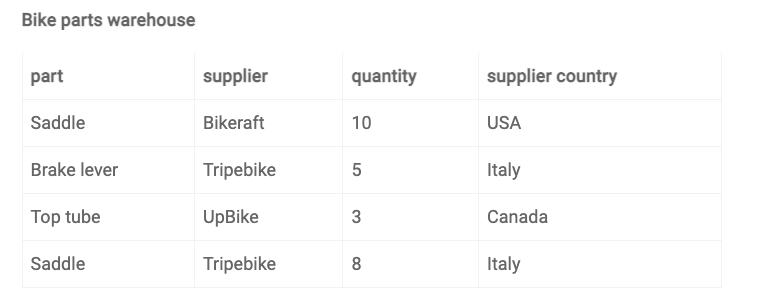 Bike parts warehouse
part supplier quantity supplier country
Saddle Bikeraft 10 USA
Brake lever Tripebike 5 Italy
Top tube UpBike 3 Canada
Saddle Tripebike 8 Italy